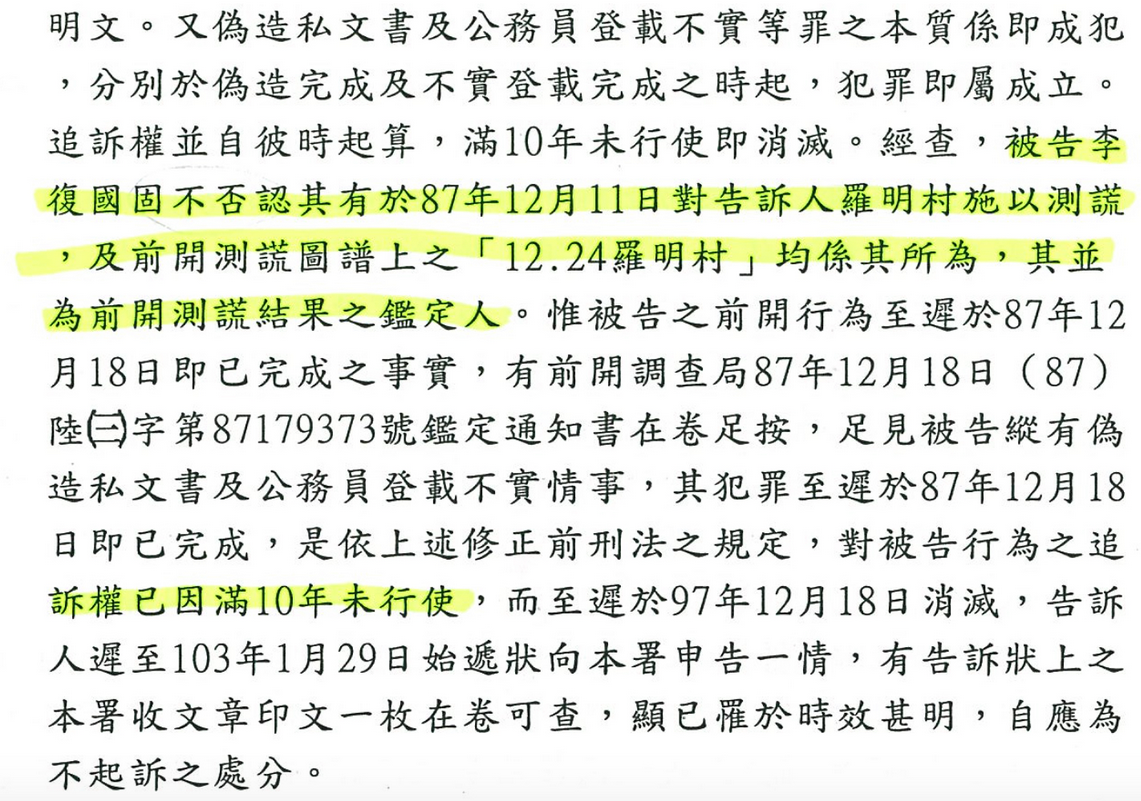 明文。又偽造私文書及公務員登載不實等罪之本質係即成犯
，分別於偽造完成及不實登載完成之時起，犯罪即屬成立。
追訴權並自彼時起算，滿10年未行使即消滅。經查，被告李
復國固不否認其有於87年12月11日對告訴人羅明村施以測謊
，及前開測謊圖譜上之「12.24羅明村」均係其所為，其並
為前開測謊結果之鑑定人。惟被告之前開行為至遲於87年12
月18日即已完成之事實，有前開調查局87年12月18日（87）
陸㈢字第87179373號鑑定通知書在卷足按，足見被告縱有偽
造私文書及公務員登載不實情事，其犯罪至遲於87年12月18
日即已完成，是依上述修正前刑法之規定，對被告行為之追
訴權已因滿10年未行使，而至遲於97年12月18日消滅，告訴
人遲至103年1月29日始遞狀向本署申告一情，有告訴狀上之
本署收文章印文一枚在卷可查，顯已罹於時效甚明，自應為
不起訴之處分。